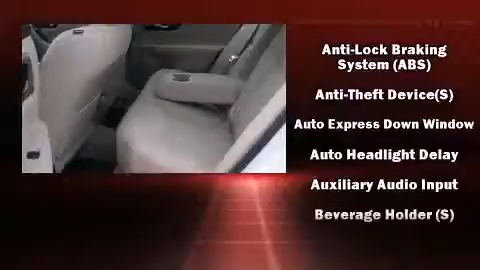 Anti-Lock Braking
System (ABS)
Anti-Theft Device(S)
Auto Express Down Window
Auto Headlight Delay
Auxiliary Audio Input
Beverage Holder (S)